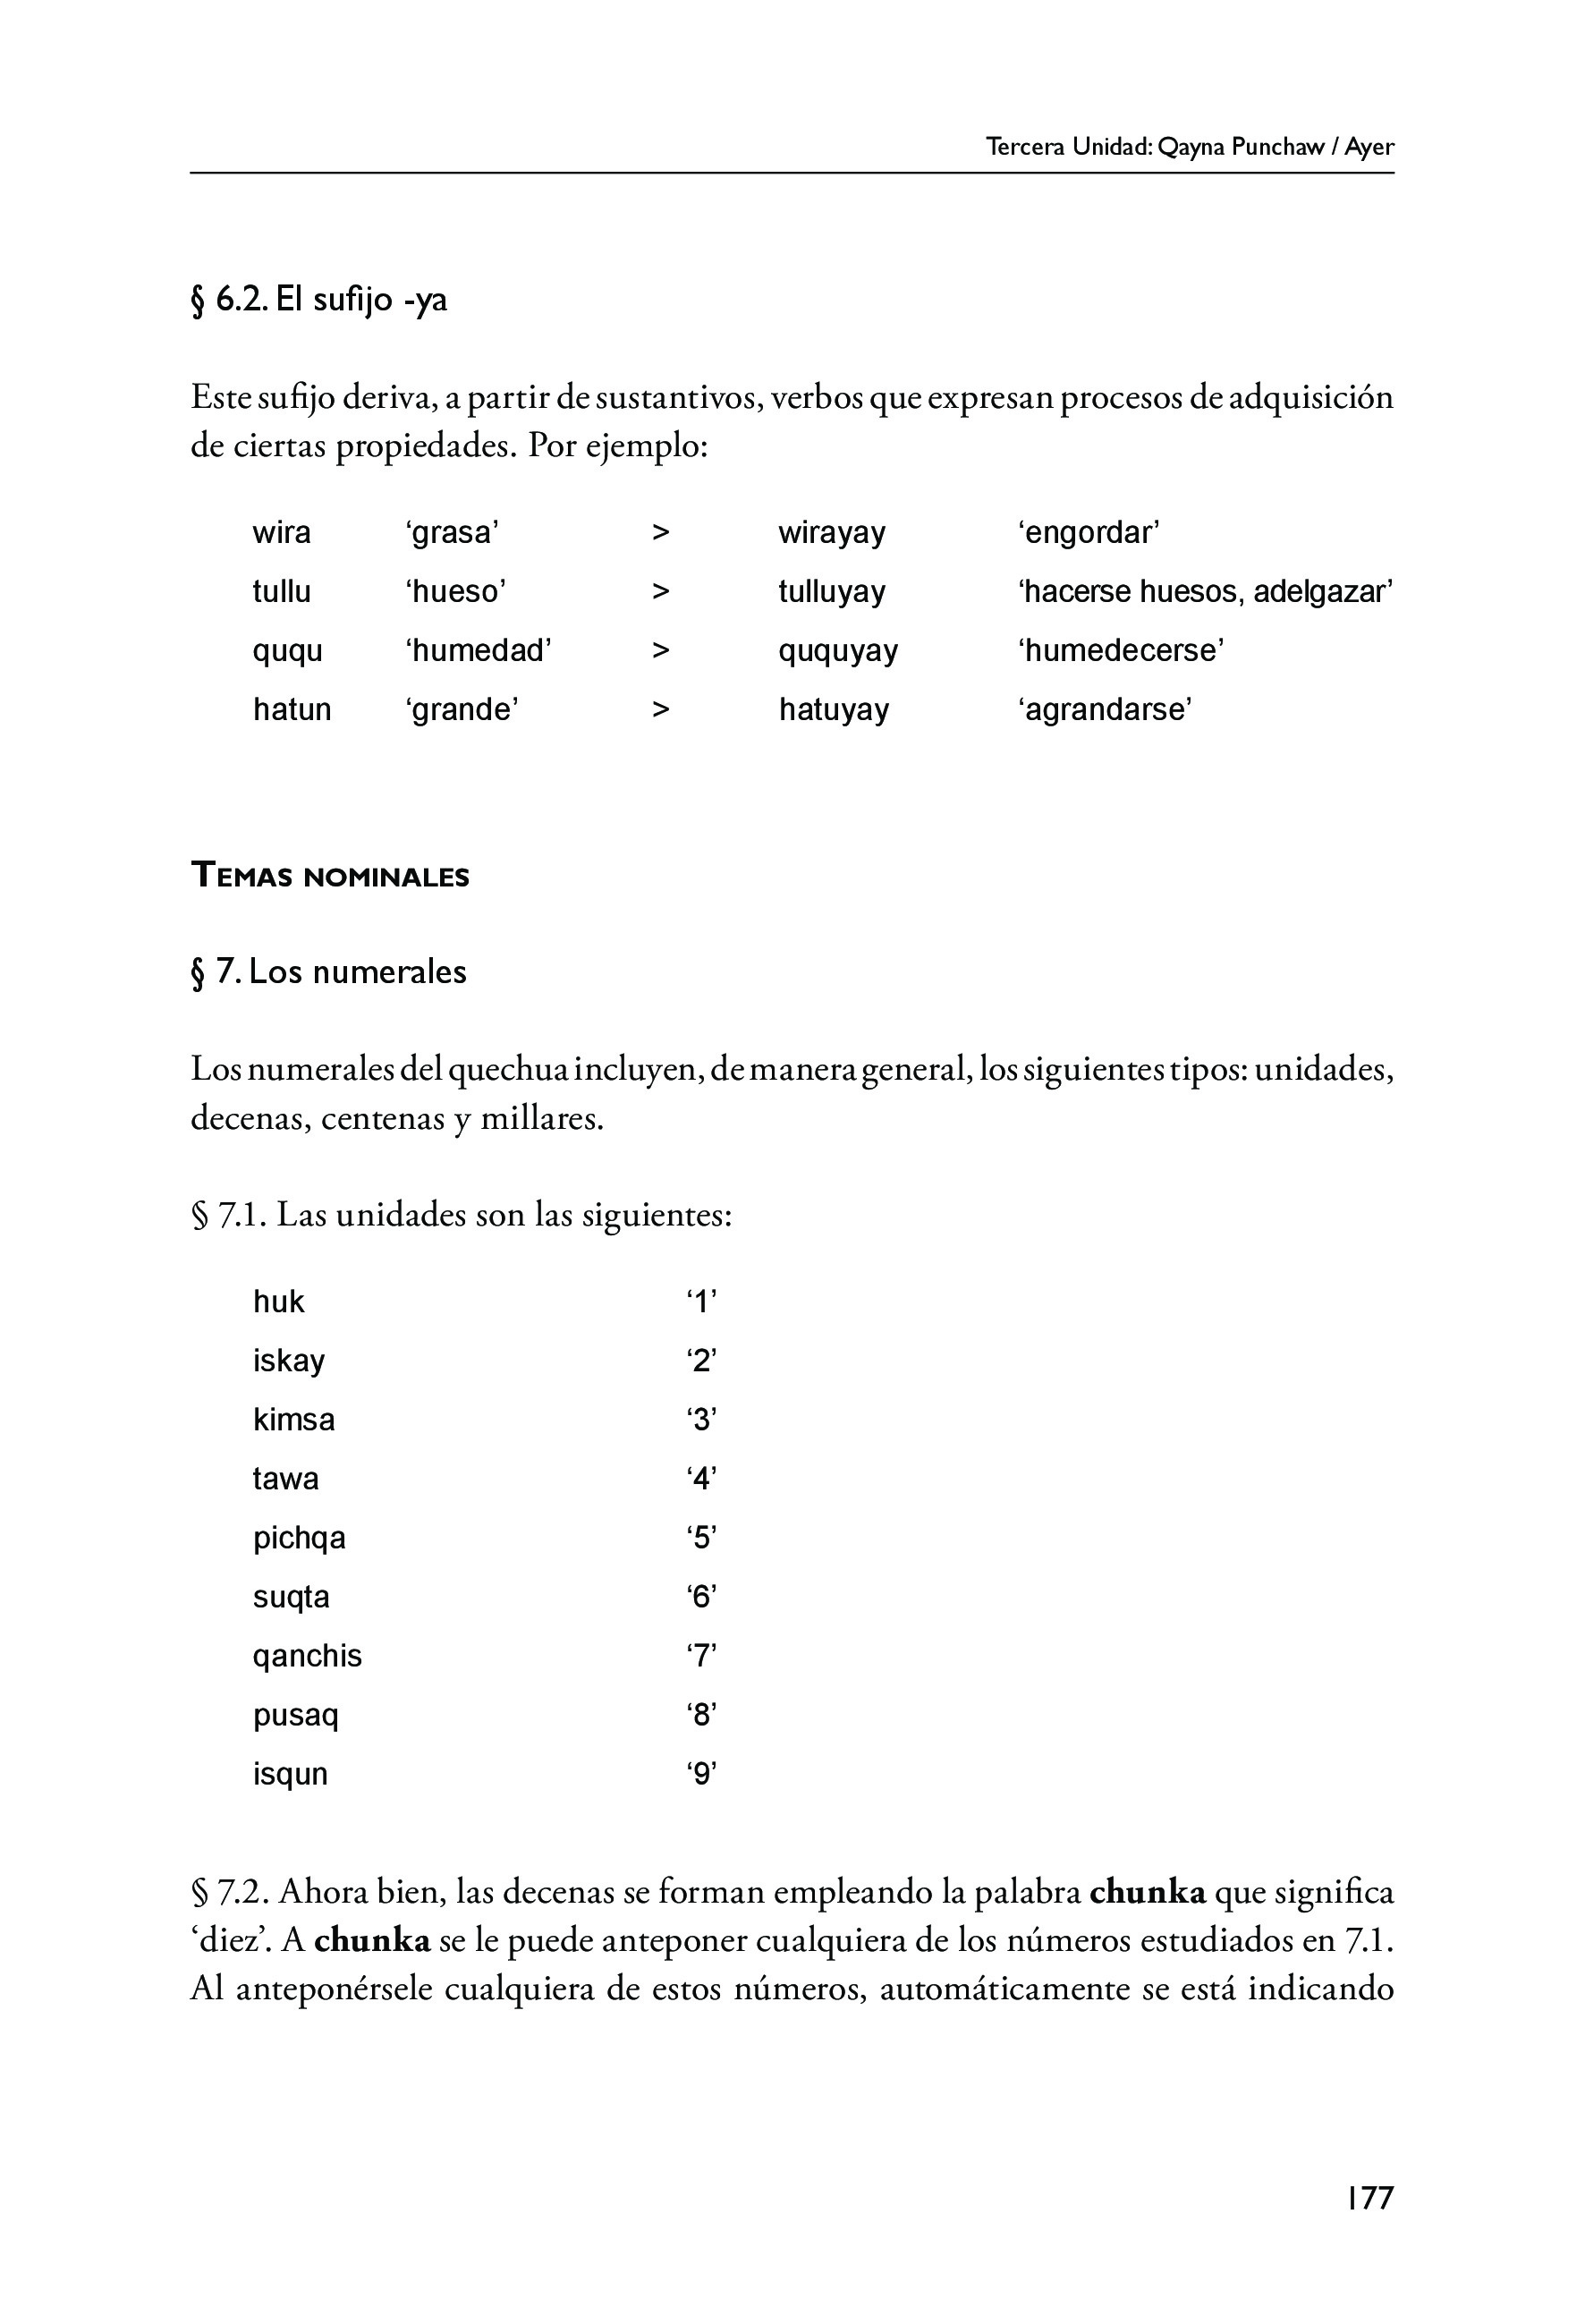 Tercera Unidad: Qayna Punchaw / Ayer
§ 6.2. El sufijo -ya
Este sufijo deriva, a partir de sustantivos, verbos que expresan procesos de adquisición
de ciertas propiedades. Por ejemplo:
wira ‘grasa’ > wirayay ‘engordar’
tullu ‘hueso’ > tulluyay ‘hacerse huesos, adelgazar’
ququ ‘humedad’ > ququyay ‘humedecerse’
hatun ‘grande’ > hatuyay ‘agrandarse’
Temas nominales
§ 7. Los numerales
Los numerales del quechua incluyen, de manera general, los siguientes tipos: unidades,
decenas, centenas y millares.
§ 7.1. Las unidades son las siguientes:
huk ‘1’
iskay ‘2’
kimsa ‘3’
tawa ‘4’
pichqa ‘5’
suqta ‘6’
qanchis ‘7’
pusaq ‘8’
isqun ‘9’
§ 7.2. Ahora bien, las decenas se forman empleando la palabra chunka que significa
‘diez’. A chunka se le puede anteponer cualquiera de los números estudiados en 7.1.
Al anteponérsele cualquiera de estos números, automáticamente se está indicando
177